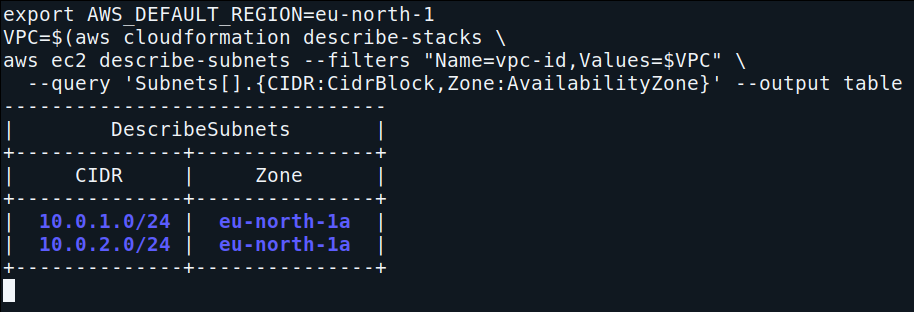 export AWS_DEFAULT_REGION=eu-north-1
VPC=$(aws cloudformation describe-stacks \
aws ec2 describe-subnets --filters "Name=vpc-id,Values=$VPC" \
  --query 'Subnets[].{CIDR:CidrBlock,Zone:AvailabilityZone}' --output table
--------------------------------
|        DescribeSubnets       |
+--------------+---------------+
|     CIDR     |     Zone      |
+--------------+---------------+
|  10.0.1.0/24 |  eu-north-1a  |
|  10.0.2.0/24 |  eu-north-1a  |
+--------------+---------------+